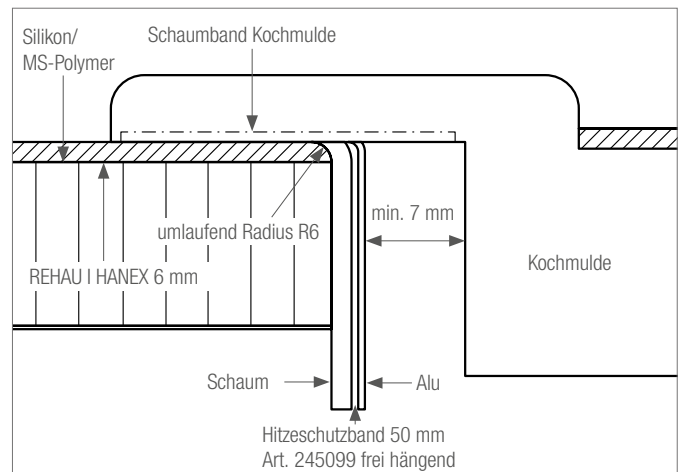 Silikon/
MS-Polymer
Schaumband Kochmulde
umlaufend Radius R6
min. 7 mm
REHAU I HANEX 6 mm
Kochmulde
Schaum
Alu
Hitzeschutzband 50 mm
Art. 245099 frei hängend